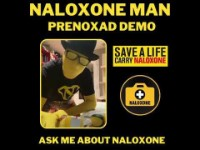 NALOXONE MAN
PRENOXAD DEMO
SAVE A LIFE
CARRY NALOXONE
NALOXONE
ASK ME ABOUT NALOXONE